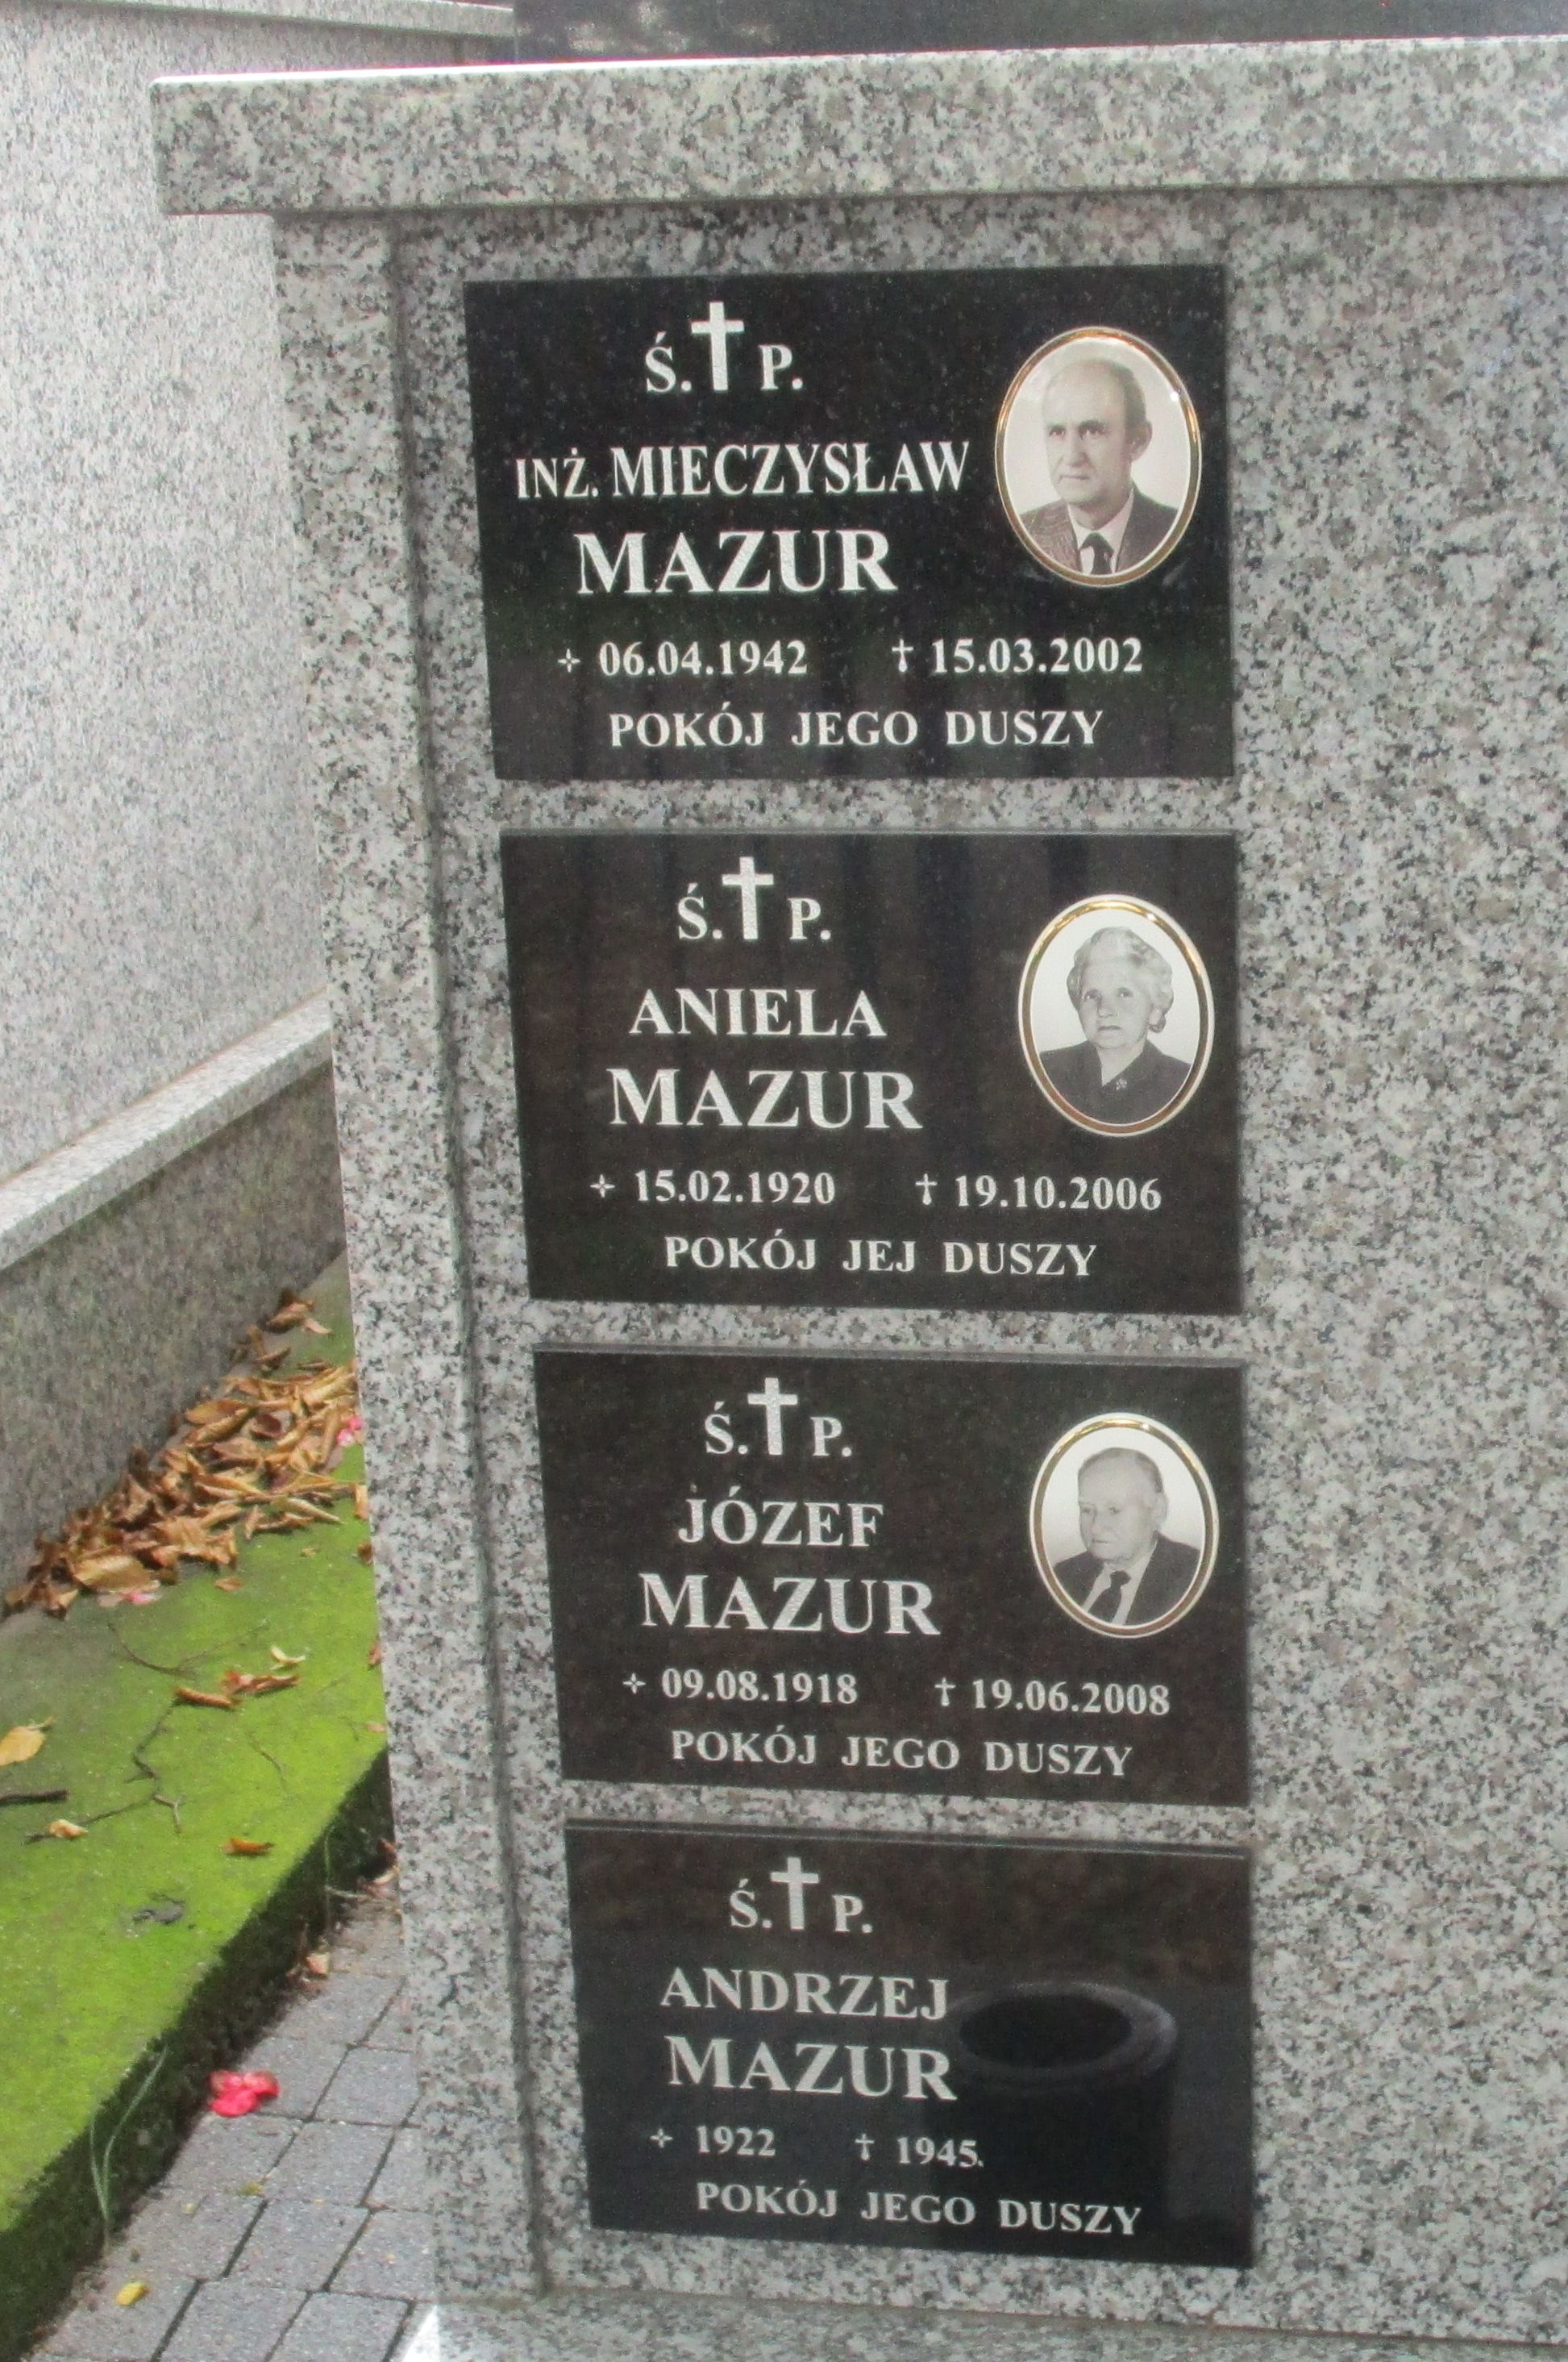 Ś. ✝ P.
INŻ. MIECZYSŁAW
MAZUR
✧ 06.04.1942 † 15.03.2002
POKÓJ JEGO DUSZY
Ś. ✝ P.
ANIELA
MAZUR
✧ 15.02.1920 † 19.10.2006
POKÓJ JEJ DUSZY
Ś. ✝ P.
JÓZEF
MAZUR
✧ 09.08.1918 † 19.06.2008
POKÓJ JEGO DUSZY
Ś. ✝ P.
ANDRZEJ
MAZUR
✧ 1922 † 1945.
POKÓJ JEGO DUSZY